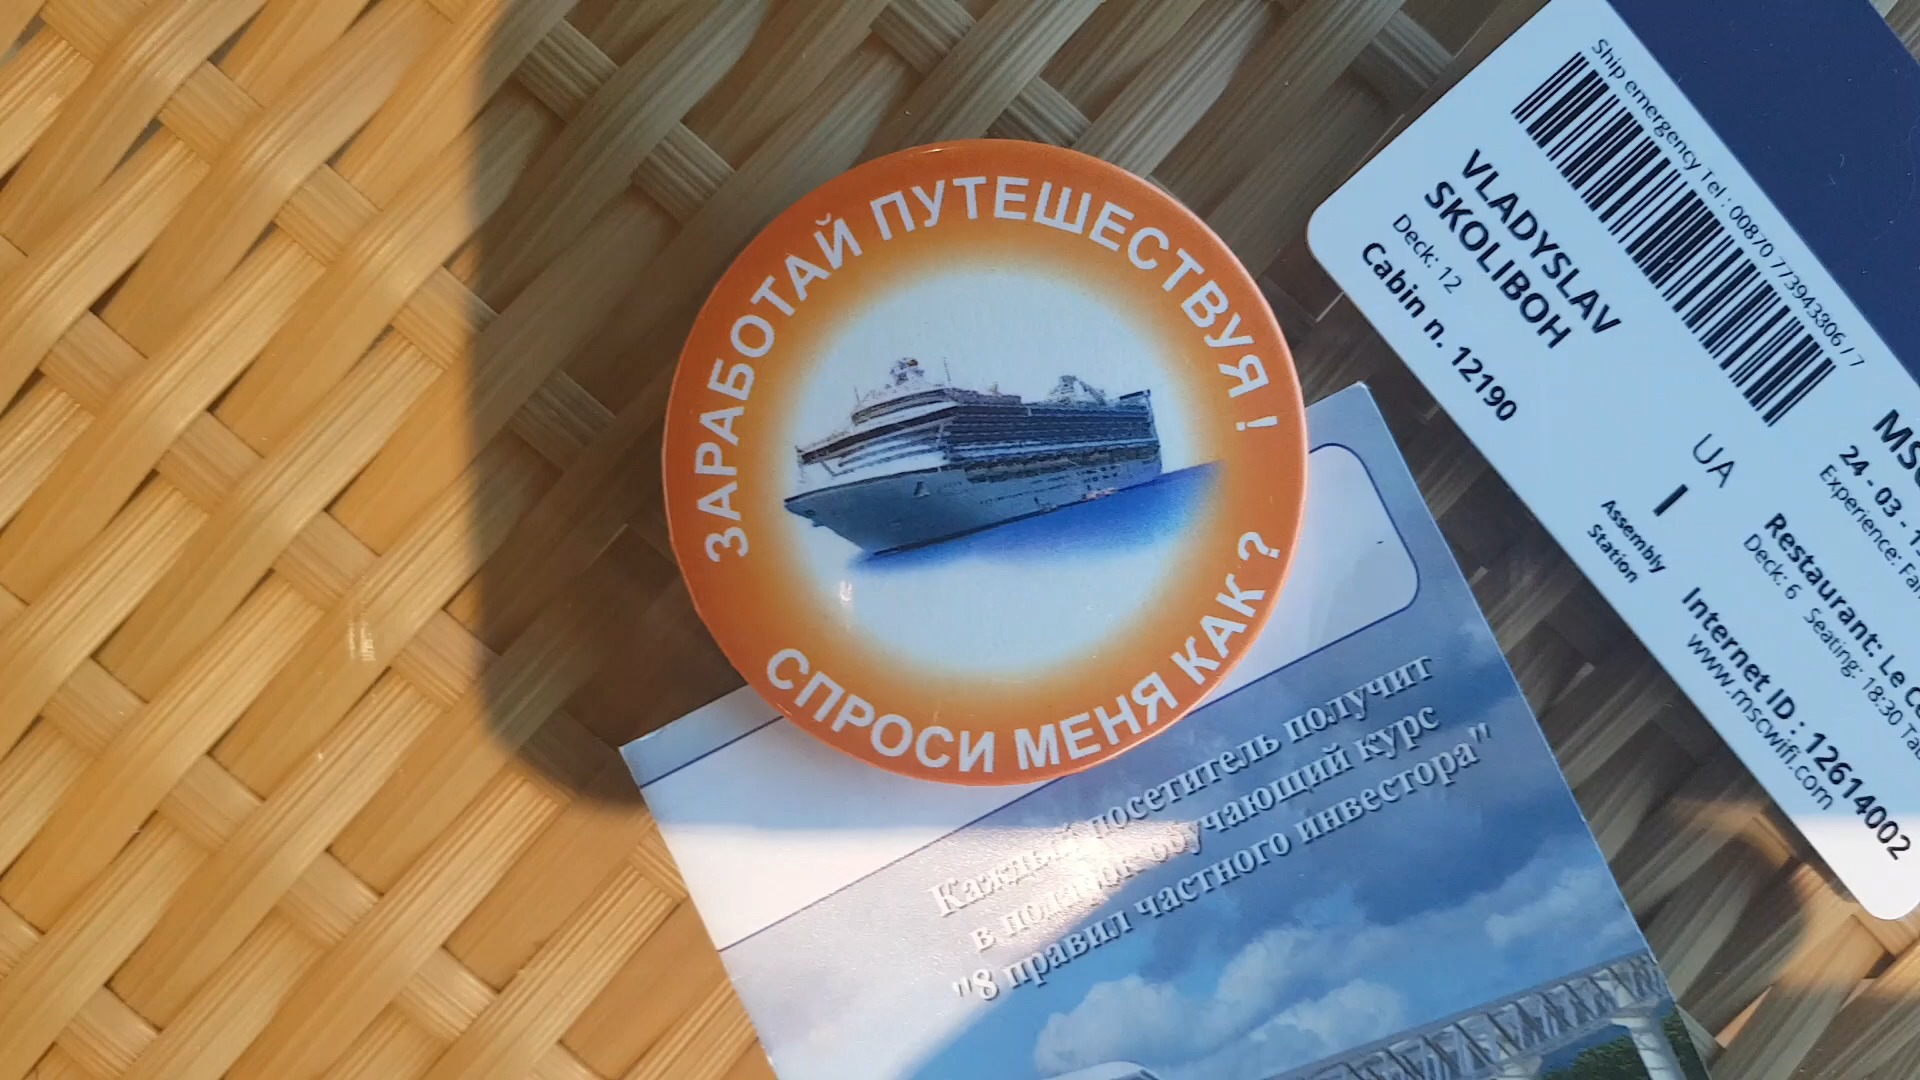 ЗАРАБОТАЙ ПУТЕШЕСТВУЯ !
СПРОСИ МЕНЯ КАК ?
Каждый посетитель получит
в подарок обучающий курс
"8 правил частного инвестора"
Ship emergency Tel : 00870 773943806 / 7
VLADYSLAV
SKOLIBOH
Deck: 12
Cabin n. 12190
UA
I
Assembly
Station
24 - 03 -
Experience:
Restaurant: Le
Deck: 6 Seating: 18:30
Internet ID : 12614002
www.mscwifi.com